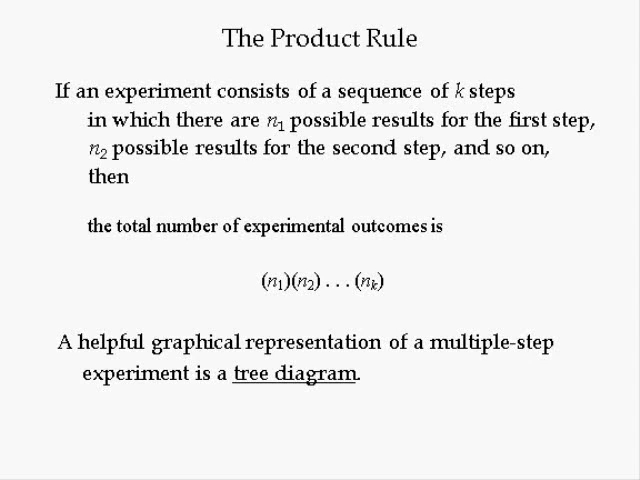 The Product Rule
If an experiment consists of a sequence of k steps
in which there are n₁ possible results for the first step,
n₂ possible results for the second step, and so on,
then
the total number of experimental outcomes is
(n₁)(n₂) . . . (nₖ)
A helpful graphical representation of a multiple-step
experiment is a tree diagram.